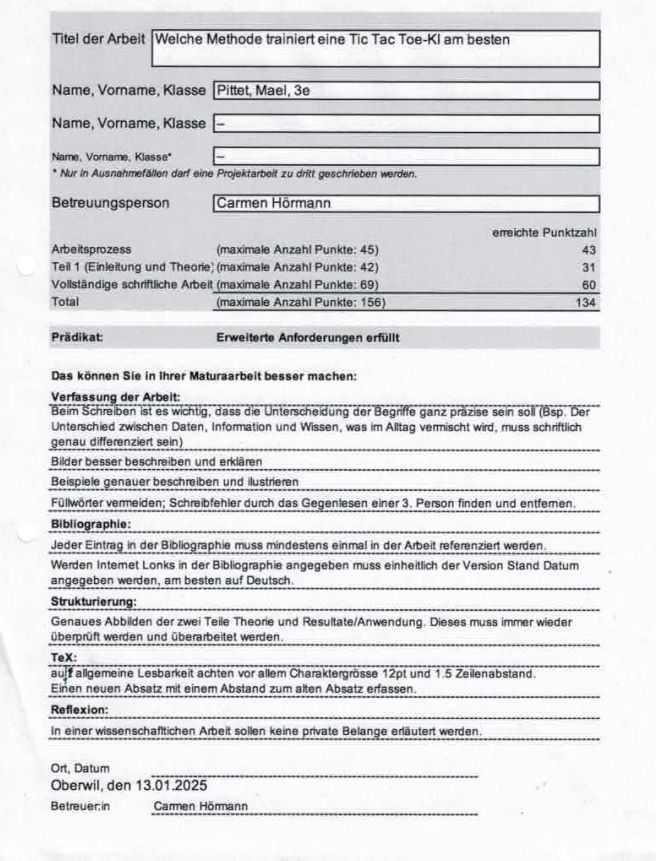 Titel der Arbeit Welche Methode trainiert eine Tic Tac Toe-KI am besten
Name, Vorname, Klasse Pittet, Mael, 3e
Name, Vorname, Klasse –
Name, Vorname, Klasse* –
* Nur in Ausnahmefällen darf eine Projektarbeit zu dritt geschrieben werden.
Betreuungsperson Carmen Hörmann
erreichte Punktzahl
Arbeitsprozess (maximale Anzahl Punkte: 45) 43
Teil 1 (Einleitung und Theorie) (maximale Anzahl Punkte: 42) 31
Vollständige schriftliche Arbeit (maximale Anzahl Punkte: 69) 60
Total (maximale Anzahl Punkte: 156) 134
Prädikat: Erweiterte Anforderungen erfüllt
Das können Sie in Ihrer Maturaarbeit besser machen:
Verfassung der Arbeit:
Beim Schreiben ist es wichtig, dass die Unterscheidung der Begriffe ganz präzise sein soll (Bsp. Der
Unterschied zwischen Daten, Information und Wissen, was im Alltag vermischt wird, muss schriftlich
genau differenziert sein)
Bilder besser beschreiben und erklären
Beispiele genauer beschreiben und ilustrieren
Füllwörter vermeiden; Schreibfehler durch das Gegenlesen einer 3. Person finden und entfernen.
Bibliographie:
Jeder Eintrag in der Bibliographie muss mindestens einmal in der Arbeit referenziert werden.
Werden Internet Lonks in der Bibliographie angegeben muss einheitlich der Version Stand Datum
angegeben werden, am besten auf Deutsch.
Strukturierung:
Genaues Abbilden der zwei Teile Theorie und Resultate/Anwendung. Dieses muss immer wieder
überprüft werden und überarbeitet werden.
TeX:
auf allgemeine Lesbarkeit achten vor allem Charaktergrösse 12pt und 1.5 Zeilenabstand.
Einen neuen Absatz mit einem Abstand zum alten Absatz erfassen.
Reflexion:
In einer wissenschaftlichen Arbeit sollen keine private Belange erläutert werden.
Ort, Datum
Oberwil, den 13.01.2025
Betreuer:in Carmen Hörmann